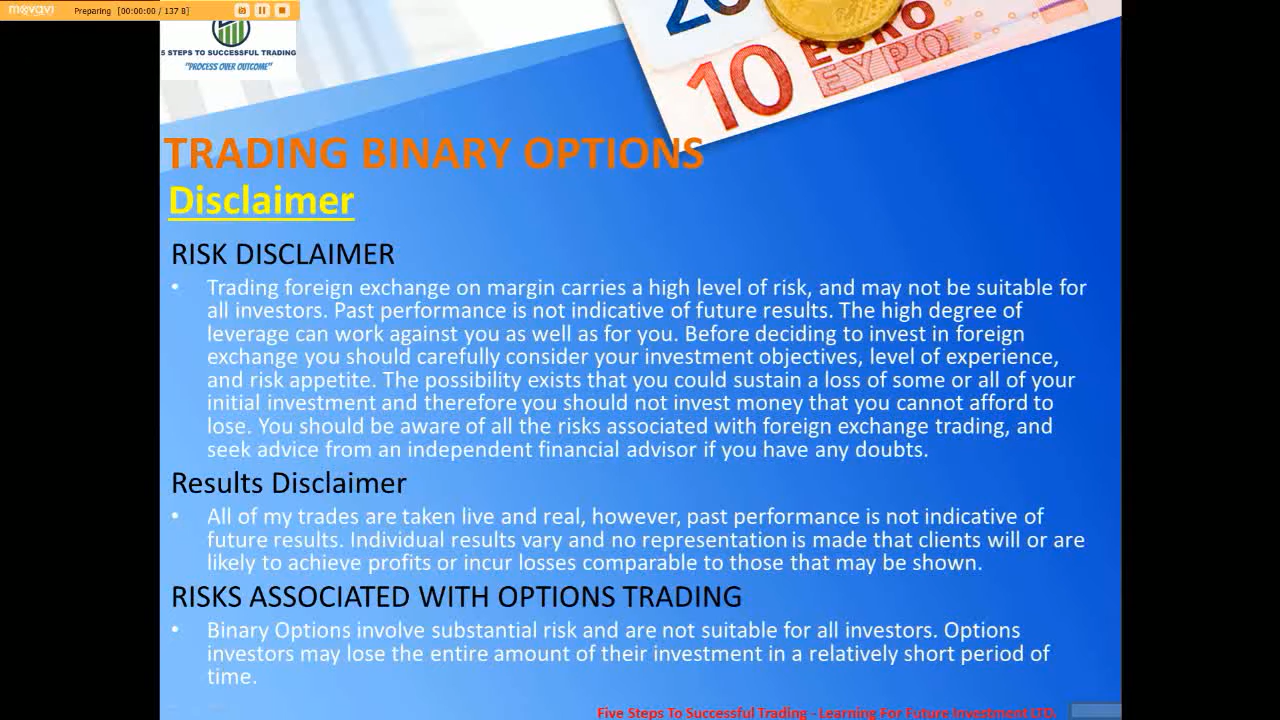 movavi Preparing [00:00:00 / 137 B]
20
EURO
10 ΕΥΡΩ
5 STEPS TO SUCCESSFUL TRADING
"PROCESS OVER OUTCOME"
TRADING BINARY OPTIONS
Disclaimer
RISK DISCLAIMER
• Trading foreign exchange on margin carries a high level of risk, and may not be suitable for
all investors. Past performance is not indicative of future results. The high degree of
leverage can work against you as well as for you. Before deciding to invest in foreign
exchange you should carefully consider your investment objectives, level of experience,
and risk appetite. The possibility exists that you could sustain a loss of some or all of your
initial investment and therefore you should not invest money that you cannot afford to
lose. You should be aware of all the risks associated with foreign exchange trading, and
seek advice from an independent financial advisor if you have any doubts.
Results Disclaimer
• All of my trades are taken live and real, however, past performance is not indicative of
future results. Individual results vary and no representation is made that clients will or are
likely to achieve profits or incur losses comparable to those that may be shown.
RISKS ASSOCIATED WITH OPTIONS TRADING
• Binary Options involve substantial risk and are not suitable for all investors. Options
investors may lose the entire amount of their investment in a relatively short period of
time.
Five Steps To Successful Trading - Learning For Future Investment LTD.